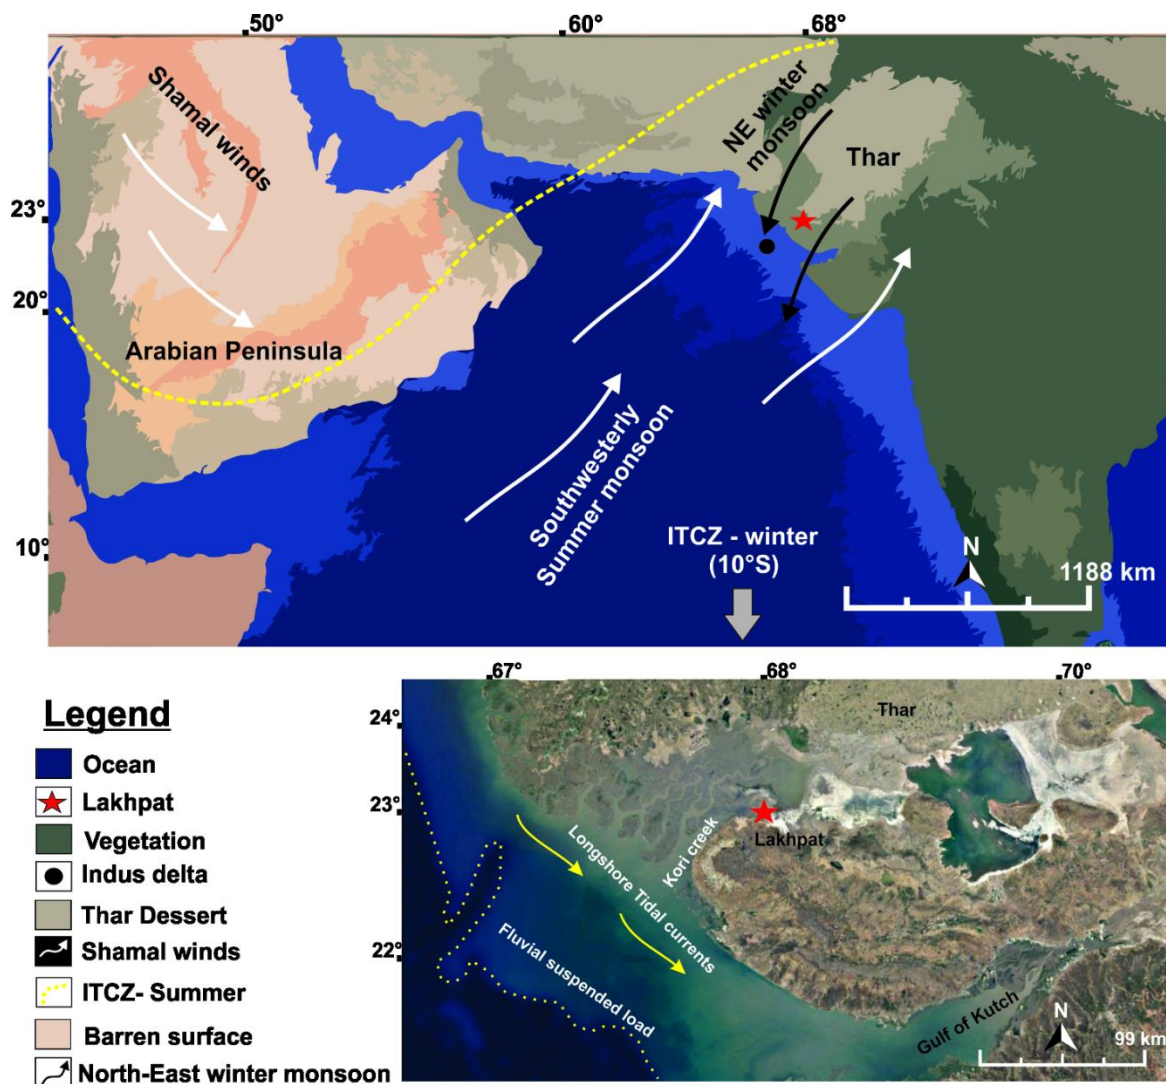 50°
60°
68°
Shamal winds
NE winter
monsoon
Thar
23°
20°
Arabian Peninsula
Southwesterly
Summer monsoon
10°
ITCZ - winter
(10°S)
N
1188 km
67°
68°
70°
Legend
Ocean
Lakhpat
Vegetation
Indus delta
Thar Dessert
Shamal winds
ITCZ- Summer
Barren surface
North-East winter monsoon
24°
Thar
23°
Lakhpat
Kori creek
Longshore Tidal currents
22°
Fluvial suspended load
Gulf of Kutch
N
99 km